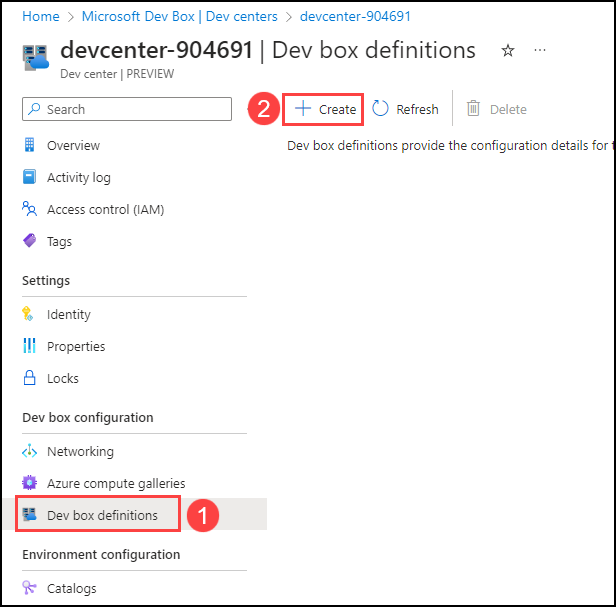 Home > Microsoft Dev Box | Dev centers > devcenter-904691
devcenter-904691 | Dev box definitions ☆ ...
Dev center | PREVIEW
Search
2
+ Create
Refresh
Delete
Dev box definitions provide the configuration details for t
Overview
Activity log
Access control (IAM)
Tags
Settings
Identity
Properties
Locks
Dev box configuration
Networking
Azure compute galleries
Dev box definitions
1
Environment configuration
Catalogs